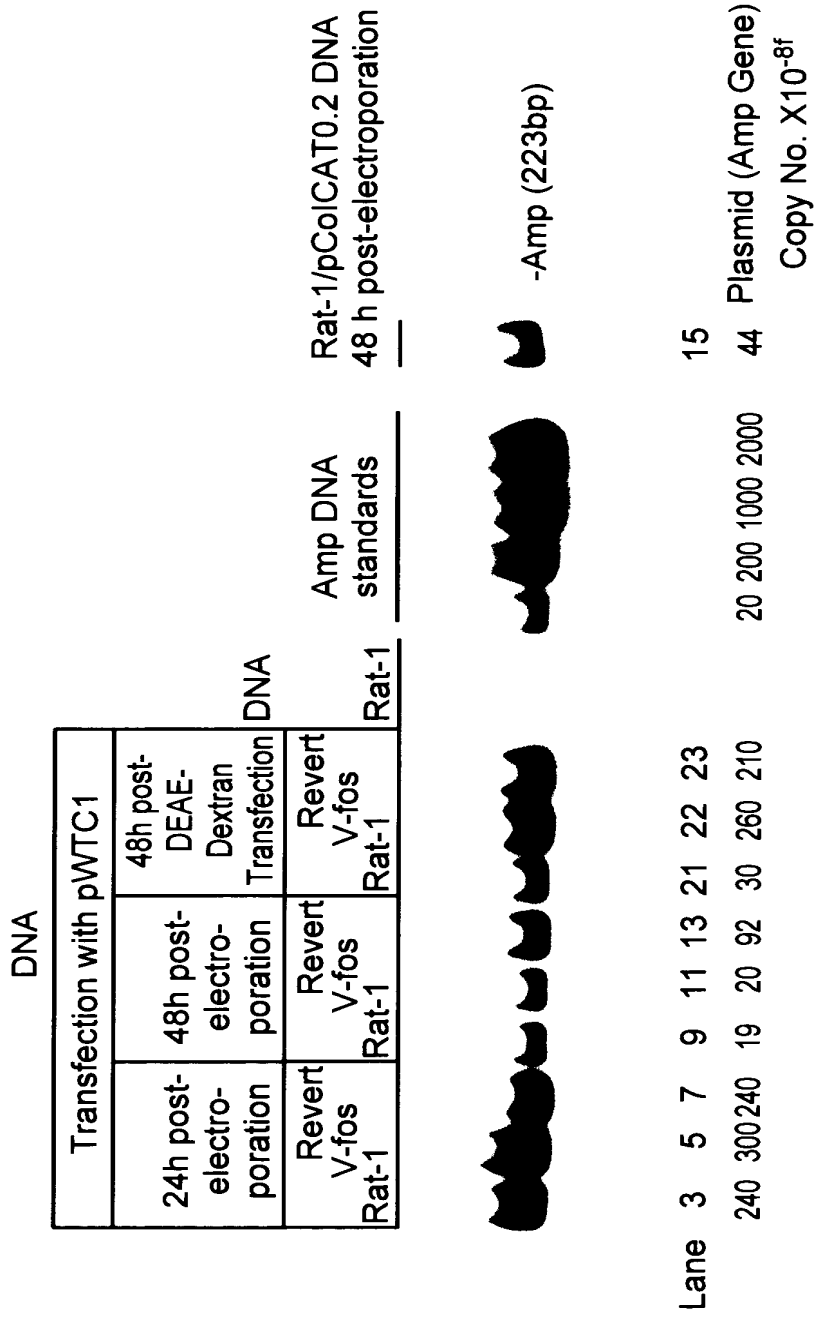 DNA
Transfection with pWTC1
24h post-
electro-
poration
48h post-
electro-
poration
48h post-
DEAE-
Dextran
Transfection
DNA
Amp DNA
standards
Rat-1/pColCAT0.2 DNA
48 h post-electroporation
Revert
V-fos
Rat-1
Revert
V-fos
Rat-1
Revert
V-fos
Rat-1
Rat-1
-Amp (223bp)
Lane 3 5 7 9 11 13 21 22 23 15
240 300 240 19 20 92 30 260 210 20 200 1000 2000 44 Plasmid (Amp Gene)
Copy No. X10-8f